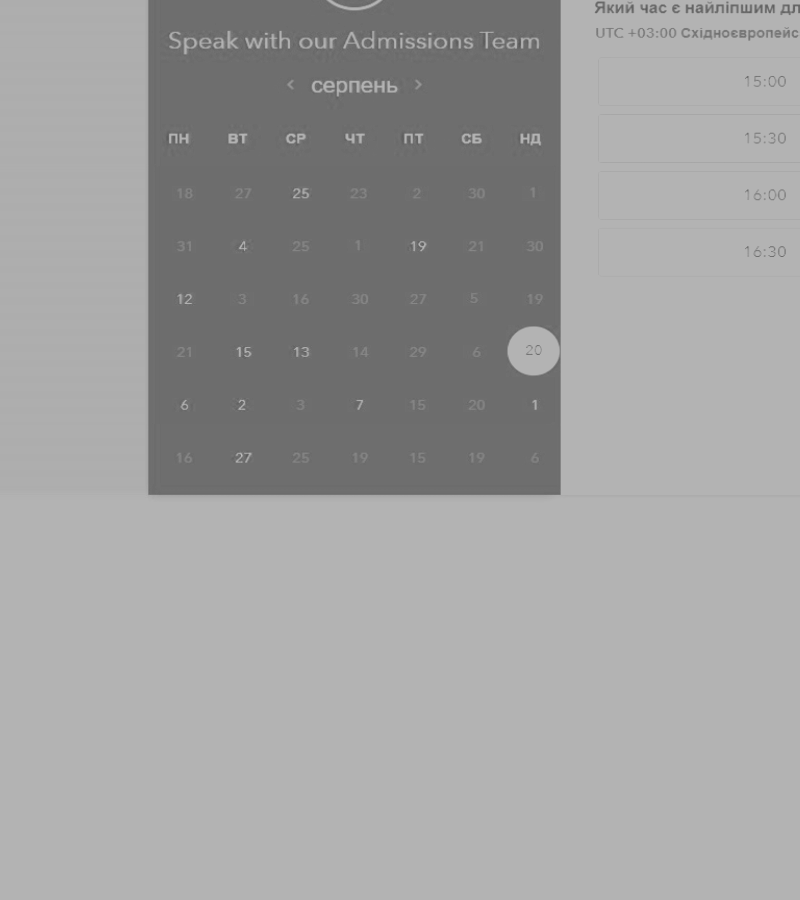 Speak with our Admissions Team
‹ серпень ›
ПН ВТ СР ЧТ ПТ СБ НД
18 27 25 23 2 30 1
31 4 25 1 19 21 30
12 3 16 30 27 5 19
21 15 13 14 29 6 20
6 2 3 7 15 20 1
16 27 25 19 15 19 6
Який час є найліпшим дл
UTC +03:00 Східноєвропейс
15:00
15:30
16:00
16:30